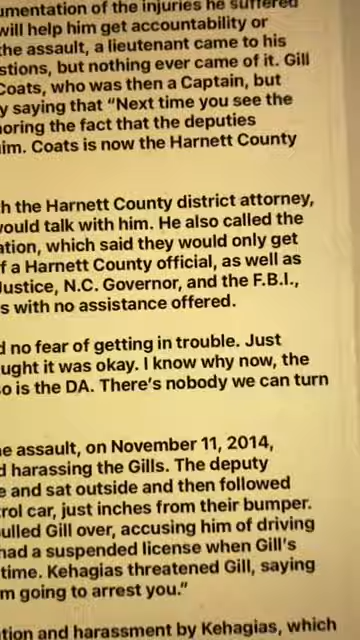 umentation of the injuries he suffered
will help him get accountability or
the assault, a lieutenant came to his
stions, but nothing ever came of it. Gill
Coats, who was then a Captain, but
y saying that “Next time you see the
noring the fact that the deputies
im. Coats is now the Harnett County
h the Harnett County district attorney,
would talk with him. He also called the
ation, which said they would only get
f a Harnett County official, as well as
Justice, N.C. Governor, and the F.B.I.,
s with no assistance offered.
d no fear of getting in trouble. Just
ught it was okay. I know why now, the
so is the DA. There’s nobody we can turn
e assault, on November 11, 2014,
d harassing the Gills. The deputy
e and sat outside and then followed
rol car, just inches from their bumper.
ulled Gill over, accusing him of driving
had a suspended license when Gill’s
time. Kehagias threatened Gill, saying
m going to arrest you.”
tion and harassment by Kehagias, which